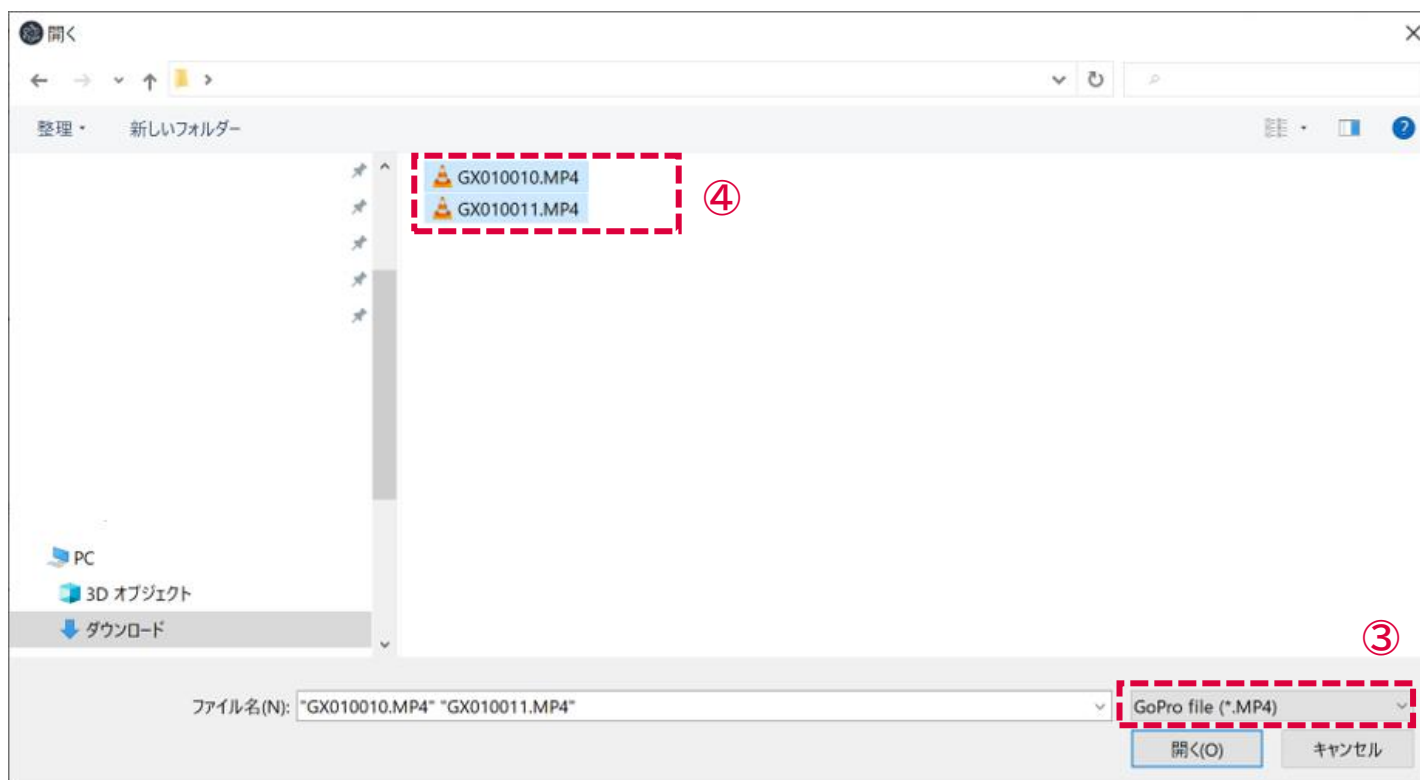 開く
整理
新しいフォルダー
GX010010.MP4
GX010011.MP4
④
PC
3D オブジェクト
ダウンロード
③
ファイル名(N): "GX010010.MP4" "GX010011.MP4"
GoPro file (*.MP4)
開く(O) キャンセル